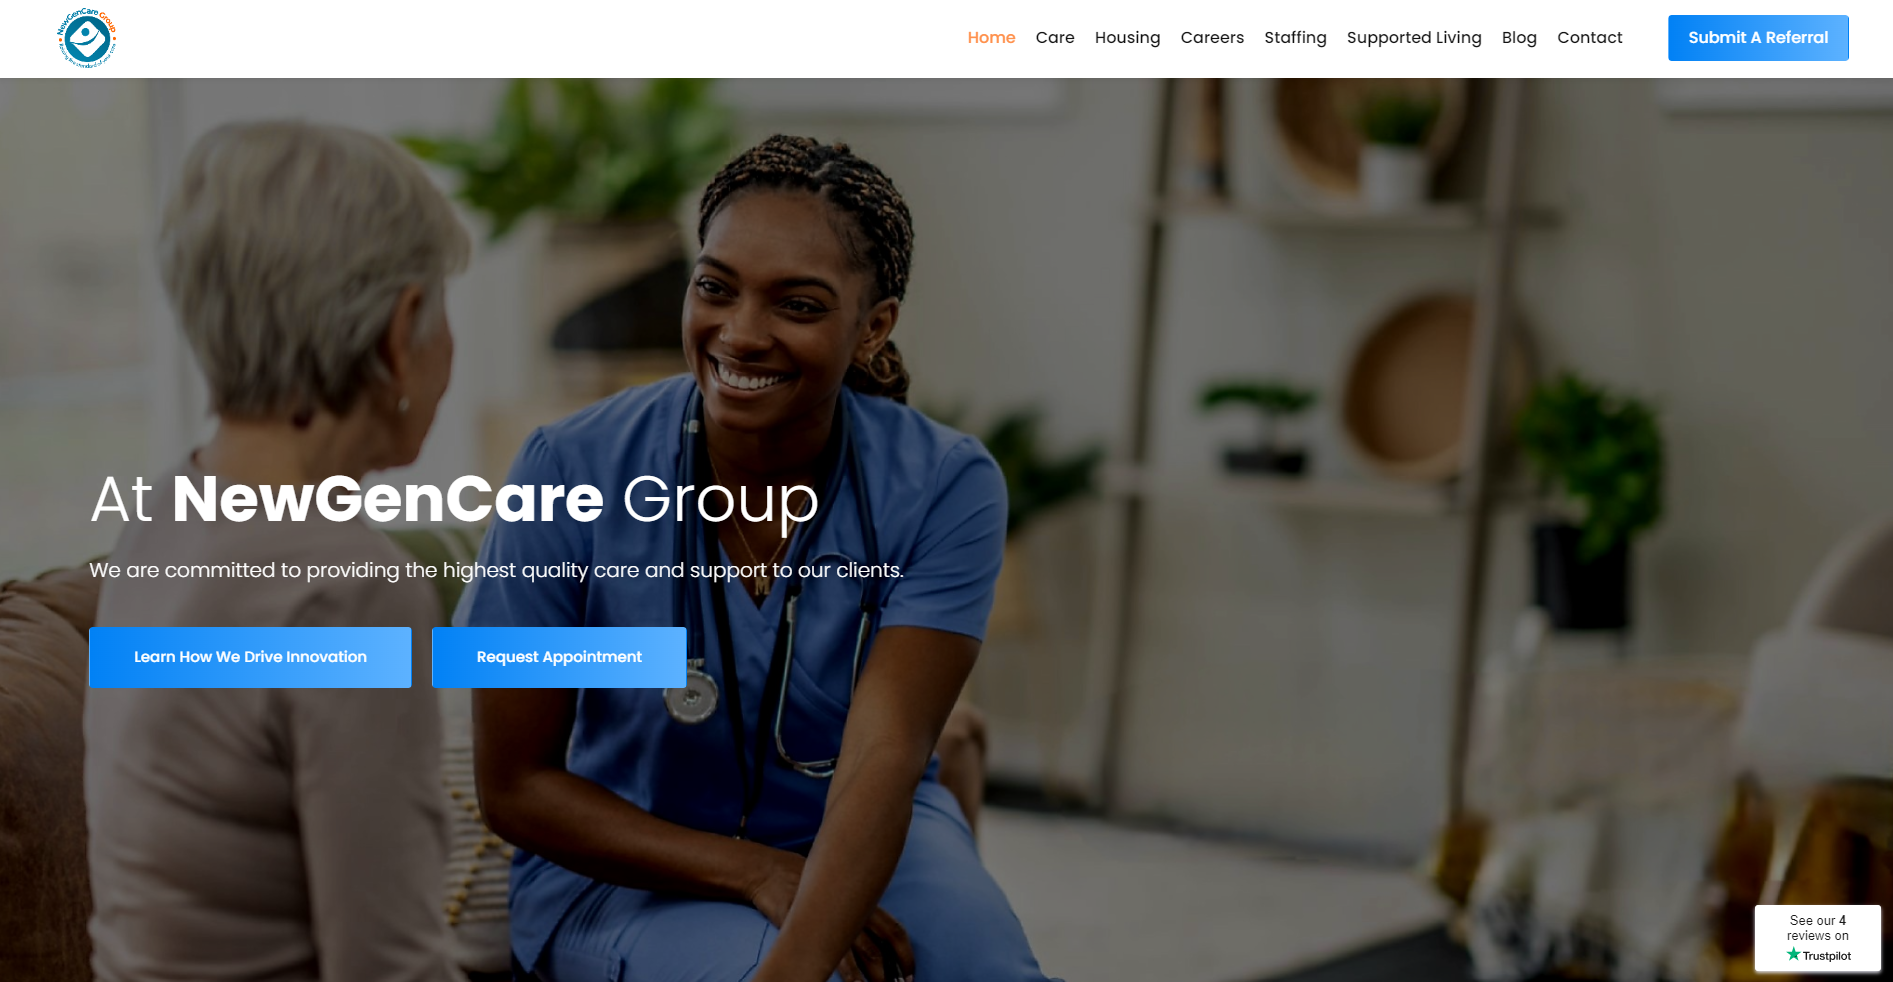 NewGenCare Group
Home
Care
Housing
Careers
Staffing
Supported Living
Blog
Contact
Submit A Referral
At NewGenCare Group
We are committed to providing the highest quality care and support to our clients.
Learn How We Drive Innovation
Request Appointment
See our 4
reviews on
Trustpilot